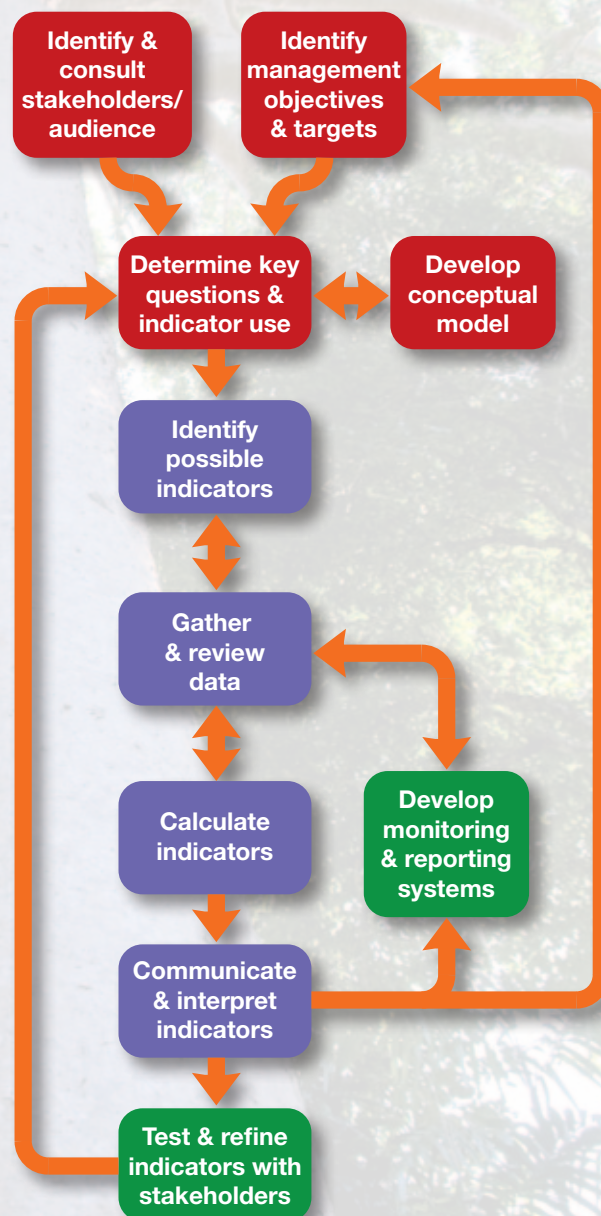 Identify &
consult
stakeholders/
audience
Identify
management
objectives
& targets
Determine key
questions &
indicator use
Develop
conceptual
model
Identify
possible
indicators
Gather
& review
data
Calculate
indicators
Develop
monitoring
& reporting
systems
Communicate
& interpret
indicators
Test & refine
indicators with
stakeholders